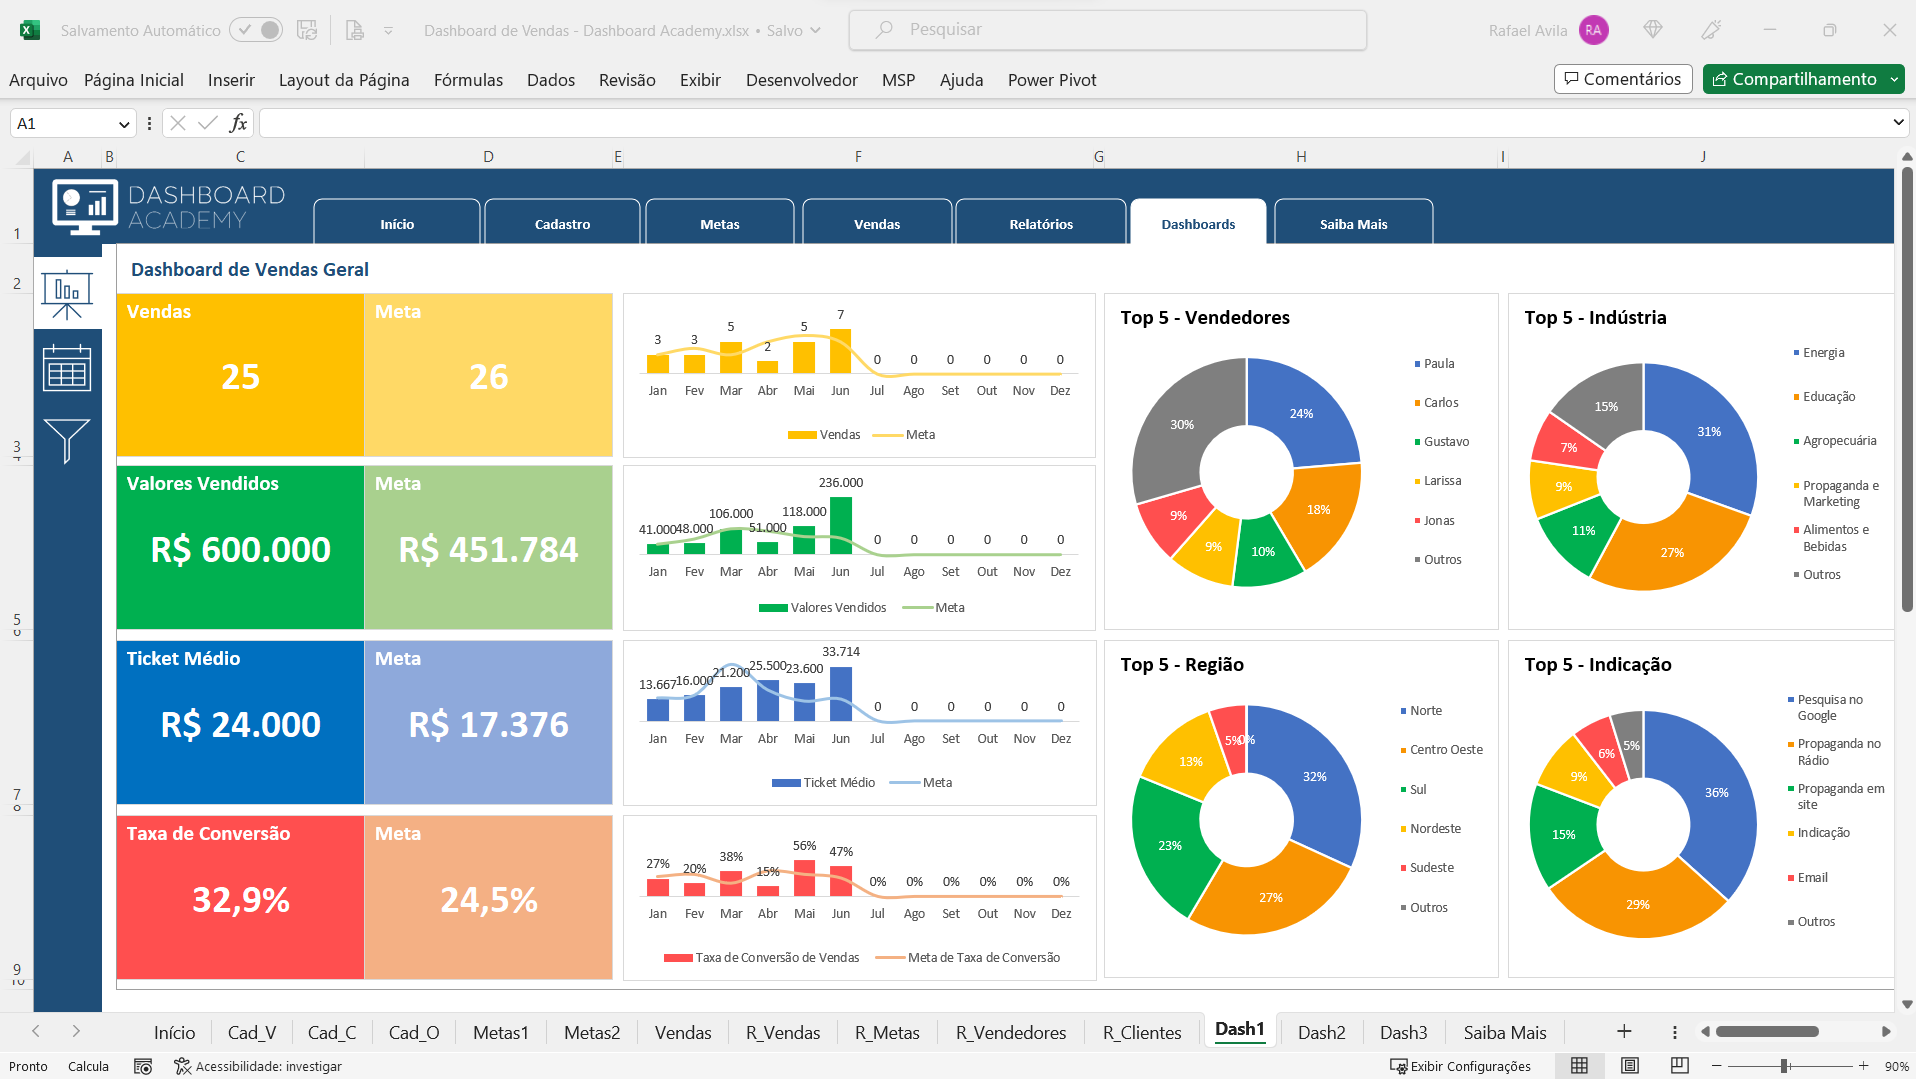 Salvamento Automático
Dashboard de Vendas - Dashboard Academy.xlsx • Salvo
Pesquisar
Rafael Avila
RA
Arquivo Página Inicial Inserir Layout da Página Fórmulas Dados Revisão Exibir Desenvolvedor MSP Ajuda Power Pivot
Comentários
Compartilhamento
A1
fx
A B C D E F G H I J
1
2
3
4
5
6
7
8
9
10
DASHBOARD
ACADEMY
Início Cadastro Metas Vendas Relatórios Dashboards Saiba Mais
Dashboard de Vendas Geral
Vendas
25
Meta
26
3 3 5 2 5 7 0 0 0 0 0 0
Jan Fev Mar Abr Mai Jun Jul Ago Set Out Nov Dez
Vendas Meta
Valores Vendidos
R$ 600.000
Meta
R$ 451.784
41.000 48.000 106.000 51.000 118.000 236.000 0 0 0 0 0 0
Jan Fev Mar Abr Mai Jun Jul Ago Set Out Nov Dez
Valores Vendidos Meta
Ticket Médio
R$ 24.000
Meta
R$ 17.376
13.667 16.000 21.200 25.500 23.600 33.714 0 0 0 0 0 0
Jan Fev Mar Abr Mai Jun Jul Ago Set Out Nov Dez
Ticket Médio Meta
Taxa de Conversão
32,9%
Meta
24,5%
27% 20% 38% 15% 56% 47% 0% 0% 0% 0% 0% 0%
Jan Fev Mar Abr Mai Jun Jul Ago Set Out Nov Dez
Taxa de Conversão de Vendas Meta de Taxa de Conversão
Top 5 - Vendedores
24%
18%
10%
9%
9%
30%
Paula
Carlos
Gustavo
Larissa
Jonas
Outros
Top 5 - Indústria
31%
27%
11%
9%
7%
15%
Energia
Educação
Agropecuária
Propaganda e
Marketing
Alimentos e
Bebidas
Outros
Top 5 - Região
32%
27%
23%
13%
5%
0%
Norte
Centro Oeste
Sul
Nordeste
Sudeste
Outros
Top 5 - Indicação
36%
29%
15%
9%
6%
5%
Pesquisa no
Google
Propaganda no
Rádio
Propaganda em
site
Indicação
Email
Outros
Início Cad_V Cad_C Cad_O Metas1 Metas2 Vendas R_Vendas R_Metas R_Vendedores R_Clientes Dash1 Dash2 Dash3 Saiba Mais
Pronto Calcula Acessibilidade: investigar
Exibir Configurações
90%